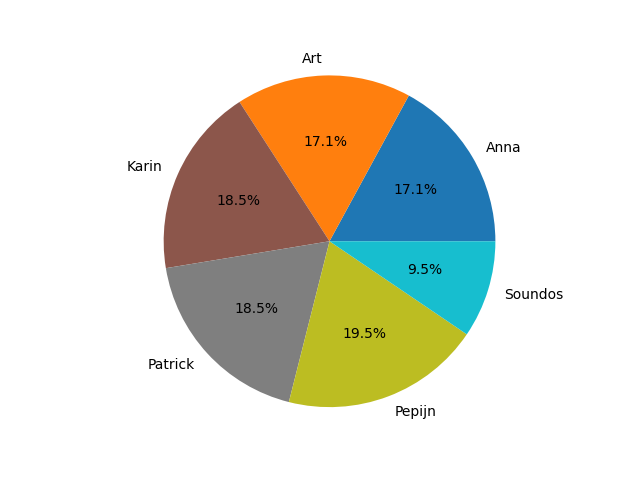 Art
17.1%
Anna
17.1%
Karin
18.5%
Soundos
9.5%
Patrick
18.5%
Pepijn
19.5%